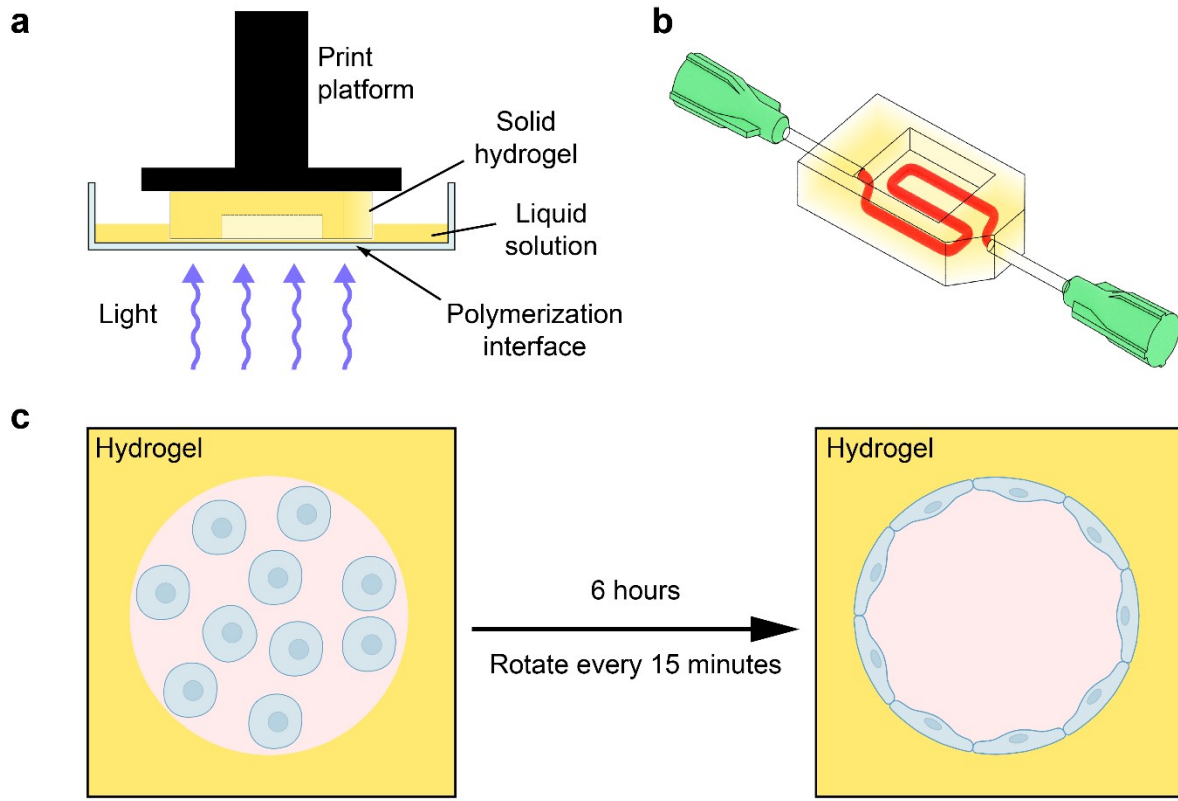 a
Print
platform
Solid
hydrogel
Liquid
solution
Light
Polymerization
interface
b
c
Hydrogel
6 hours
Rotate every 15 minutes
Hydrogel